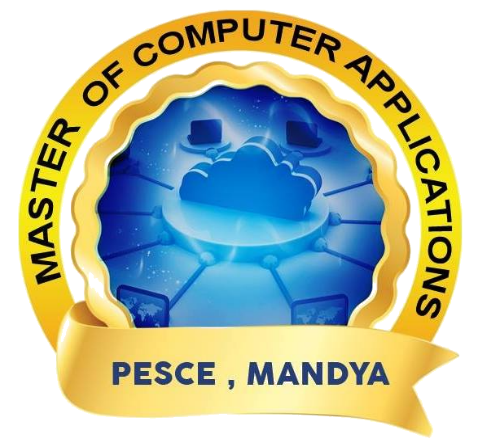 MASTER OF COMPUTER APPLICATIONS
PESCE , MANDYA